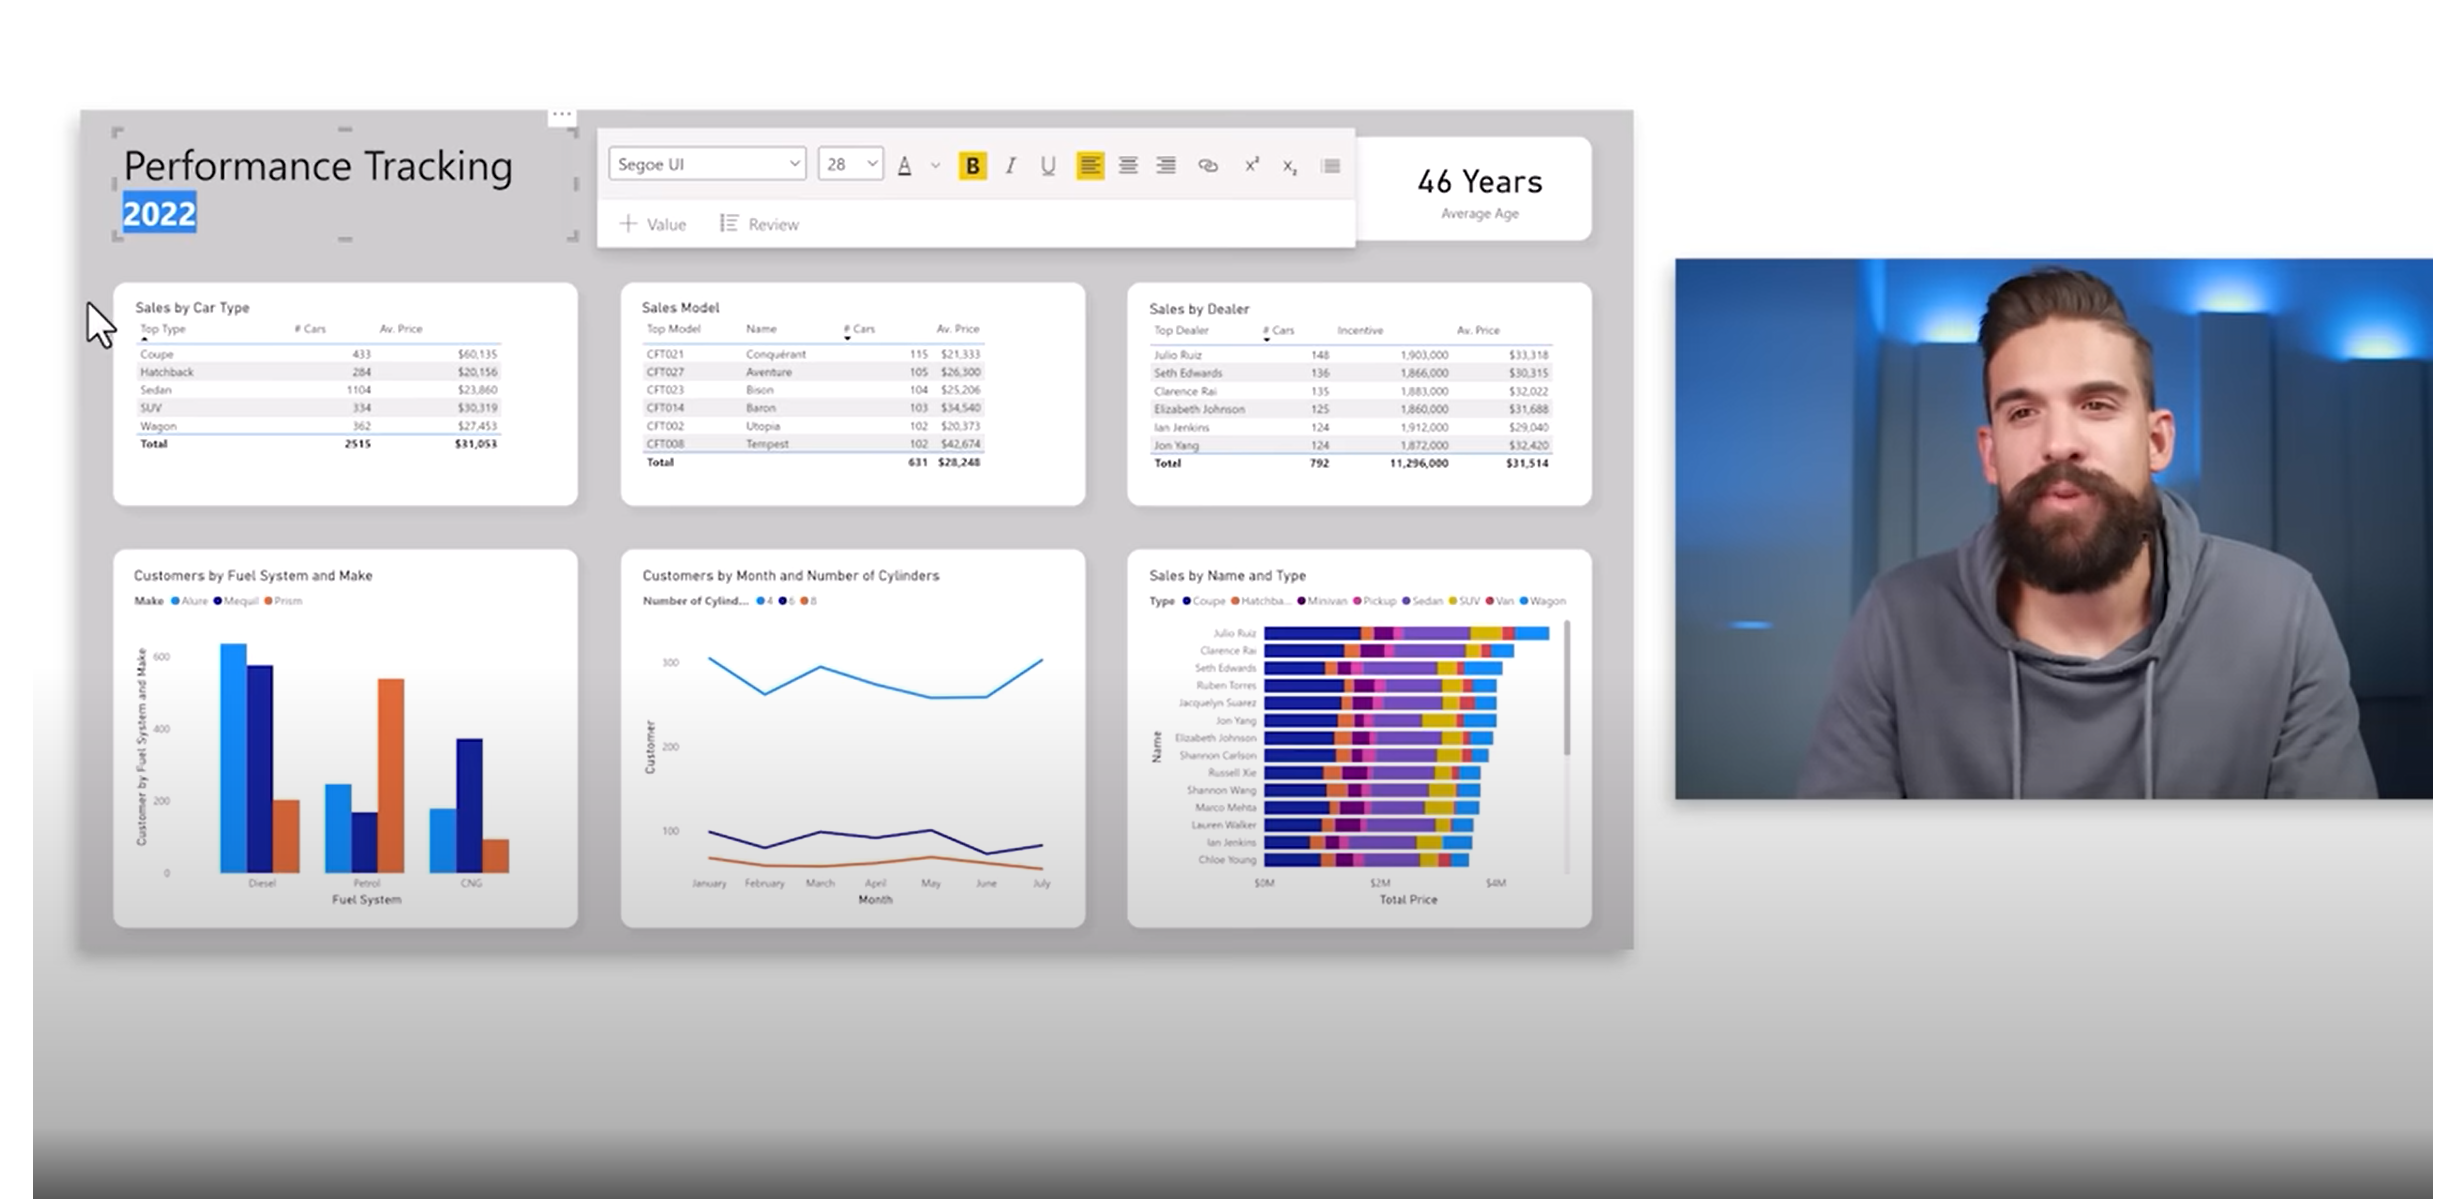 ...
Performance Tracking
2022
Segoe UI
28
A
B
I
U
x²
x₂
+ Value
Review
46 Years
Average Age
Sales by Car Type
Top Type # Cars Av. Price
Coupe 433 $60,135
Hatchback 284 $20,156
Sedan 1104 $23,860
SUV 334 $30,319
Wagon 362 $27,453
Total 2515 $31,053
Sales Model
Top Model Name # Cars Av. Price
CFT021 Conquérant 115 $21,333
CFT027 Aventure 105 $26,300
CFT023 Bison 104 $25,206
CFT014 Baron 103 $34,540
CFT002 Utopia 102 $20,373
CFT008 Tempest 102 $42,674
Total 631 $28,248
Sales by Dealer
Top Dealer # Cars Incentive Av. Price
Julio Ruiz 148 1,903,000 $33,318
Seth Edwards 136 1,866,000 $30,315
Clarence Rai 135 1,883,000 $32,022
Elizabeth Johnson 125 1,860,000 $31,688
Ian Jenkins 124 1,912,000 $29,040
Jon Yang 124 1,872,000 $32,420
Total 792 11,296,000 $31,514
Customers by Fuel System and Make
Make Alure Mequil Prism
Customer by Fuel System and Make
600
400
200
0
Diesel Petrol CNG
Fuel System
Customers by Month and Number of Cylinders
Number of Cylind... 4 6 8
Customer
300
200
100
January February March April May June July
Month
Sales by Name and Type
Type Coupe Hatchba... Minivan Pickup Sedan SUV Van Wagon
Name
Julio Ruiz
Clarence Rai
Seth Edwards
Ruben Torres
Jacquelyn Suarez
Jon Yang
Elizabeth Johnson
Shannon Carlson
Russell Xie
Shannon Wang
Marco Mehta
Lauren Walker
Ian Jenkins
Chloe Young
$0M $2M $4M
Total Price